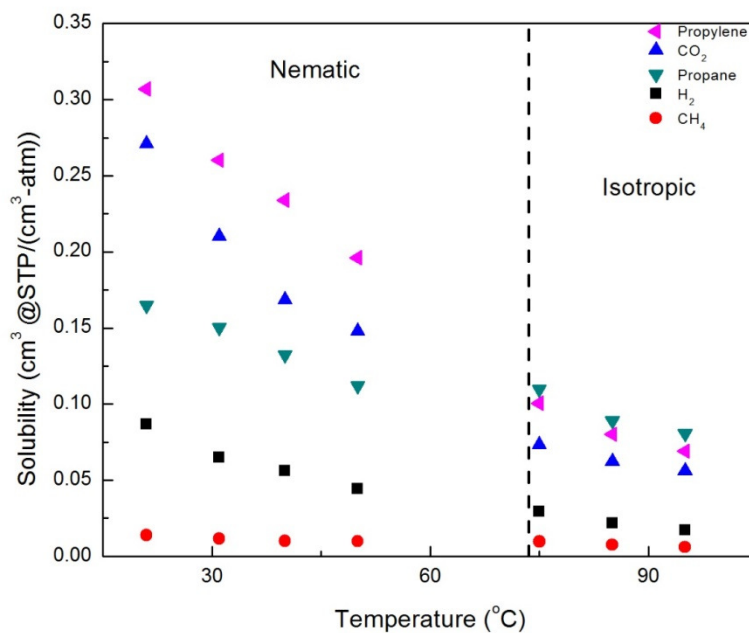 0.35
0.30
0.25
0.20
0.15
0.10
0.05
0.00
Solubility (cm³ @STP/(cm³-atm))
Nematic
Isotropic
Propylene
CO₂
Propane
H₂
CH₄
30
60
90
Temperature (°C)